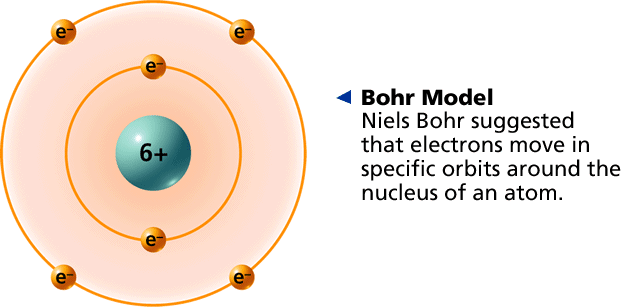 e⁻ e⁻
e⁻
6+
e⁻
e⁻ e⁻
◄ Bohr Model
Niels Bohr suggested
that electrons move in
specific orbits around the
nucleus of an atom.